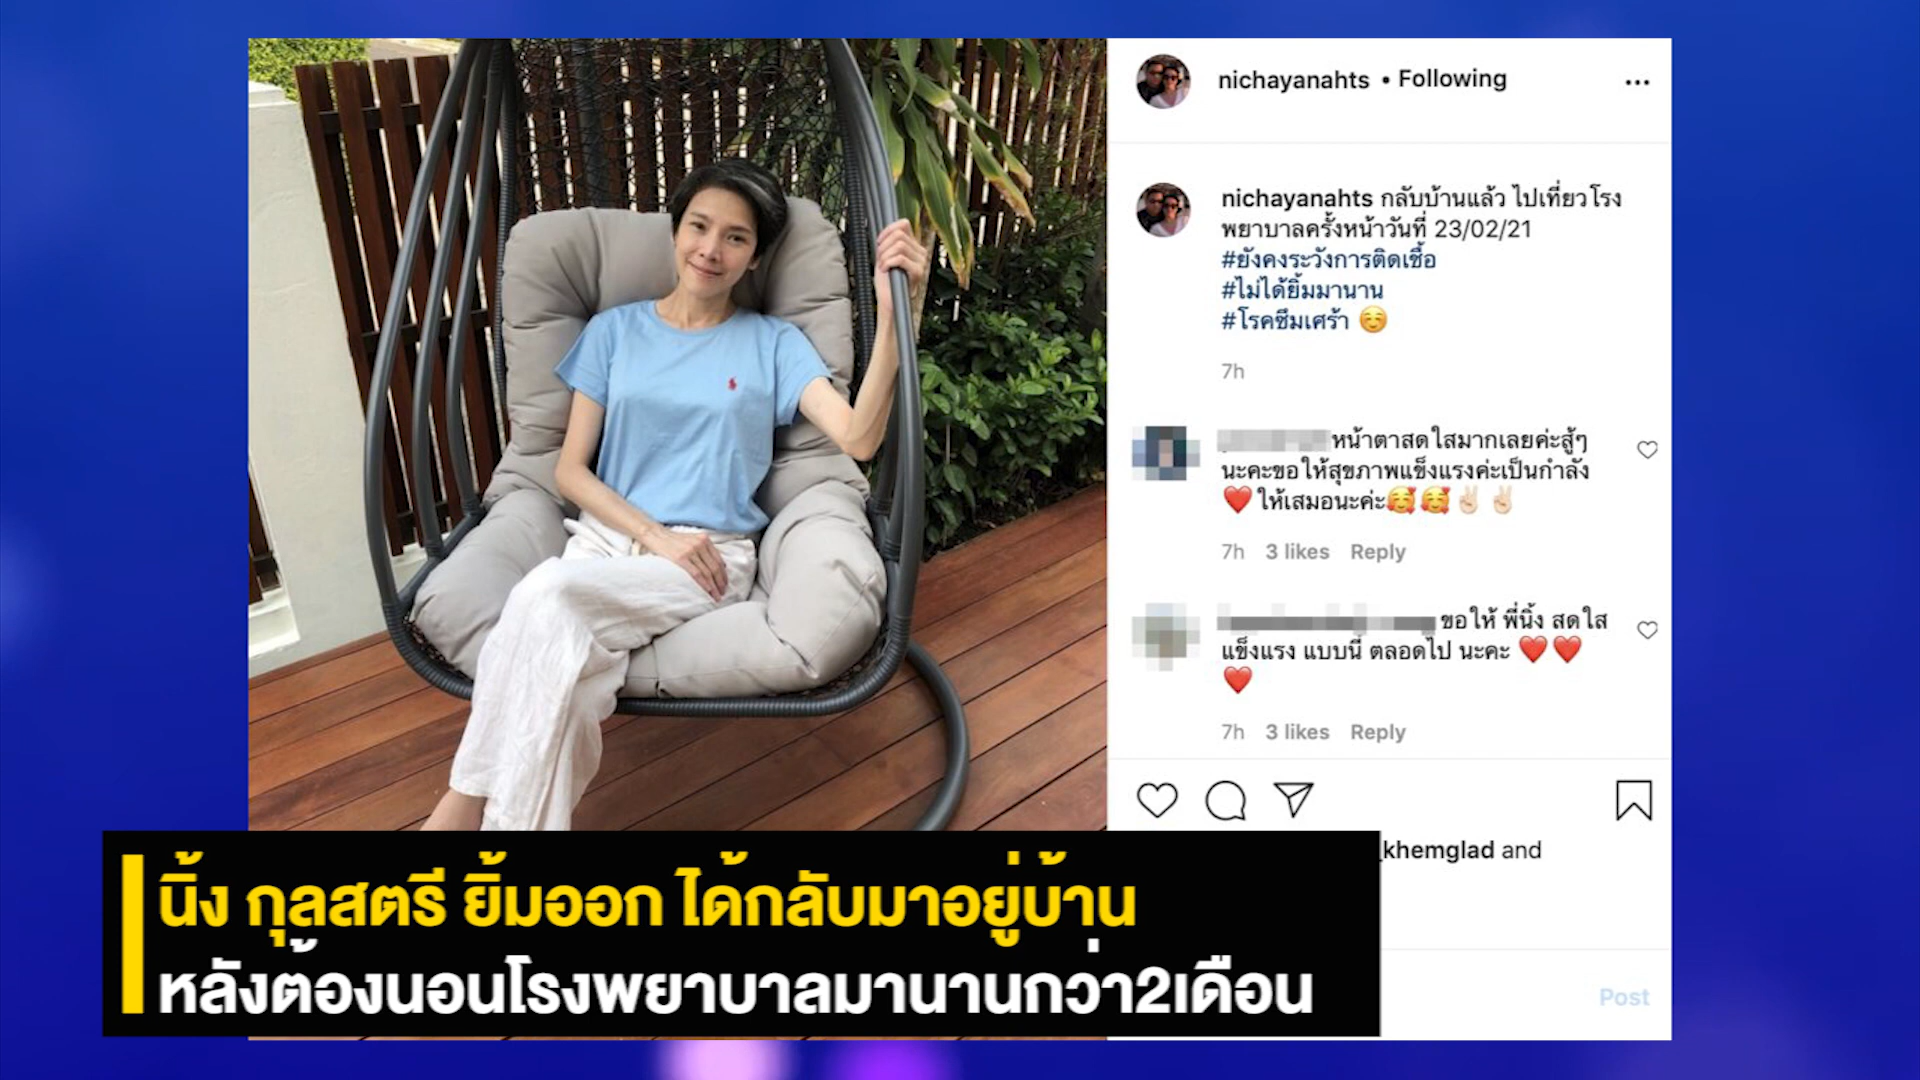 nichayanahts • Following
nichayanahts กลับบ้านแล้ว ไปเที่ยวโรง
พยาบาลครั้งหน้าวันที่ 23/02/21
#ยังคงระวังการติดเชื้อ
#ไม่ได้ยิ้มมานาน
#โรคซึมเศร้า ☺️
7h
หน้าตาสดใสมากเลยค่ะสู้ๆ
นะคะขอให้สุขภาพแข็งแรงค่ะเป็นกำลัง
❤️ ให้เสมอนะค่ะ🥰🥰✌🏻✌🏻
7h 3 likes Reply
ขอให้ พี่นิ้ง สดใส
แข็งแรง แบบนี้ ตลอดไป นะคะ ❤️❤️
❤️
7h 3 likes Reply
_khemglad and
Post
นิ้ง กุลสตรี ยิ้มออก ได้กลับมาอยู่บ้าน
หลังต้องนอนโรงพยาบาลมานานกว่า2เดือน